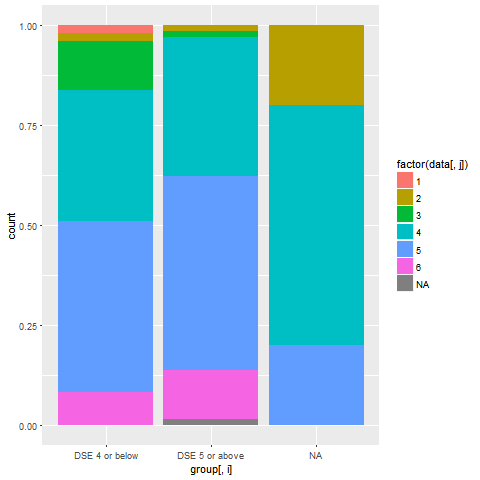 1.00
0.75
0.50
0.25
0.00
count
DSE 4 or below
DSE 5 or above
NA
group[, i]
factor(data[, j])
1
2
3
4
5
6
NA